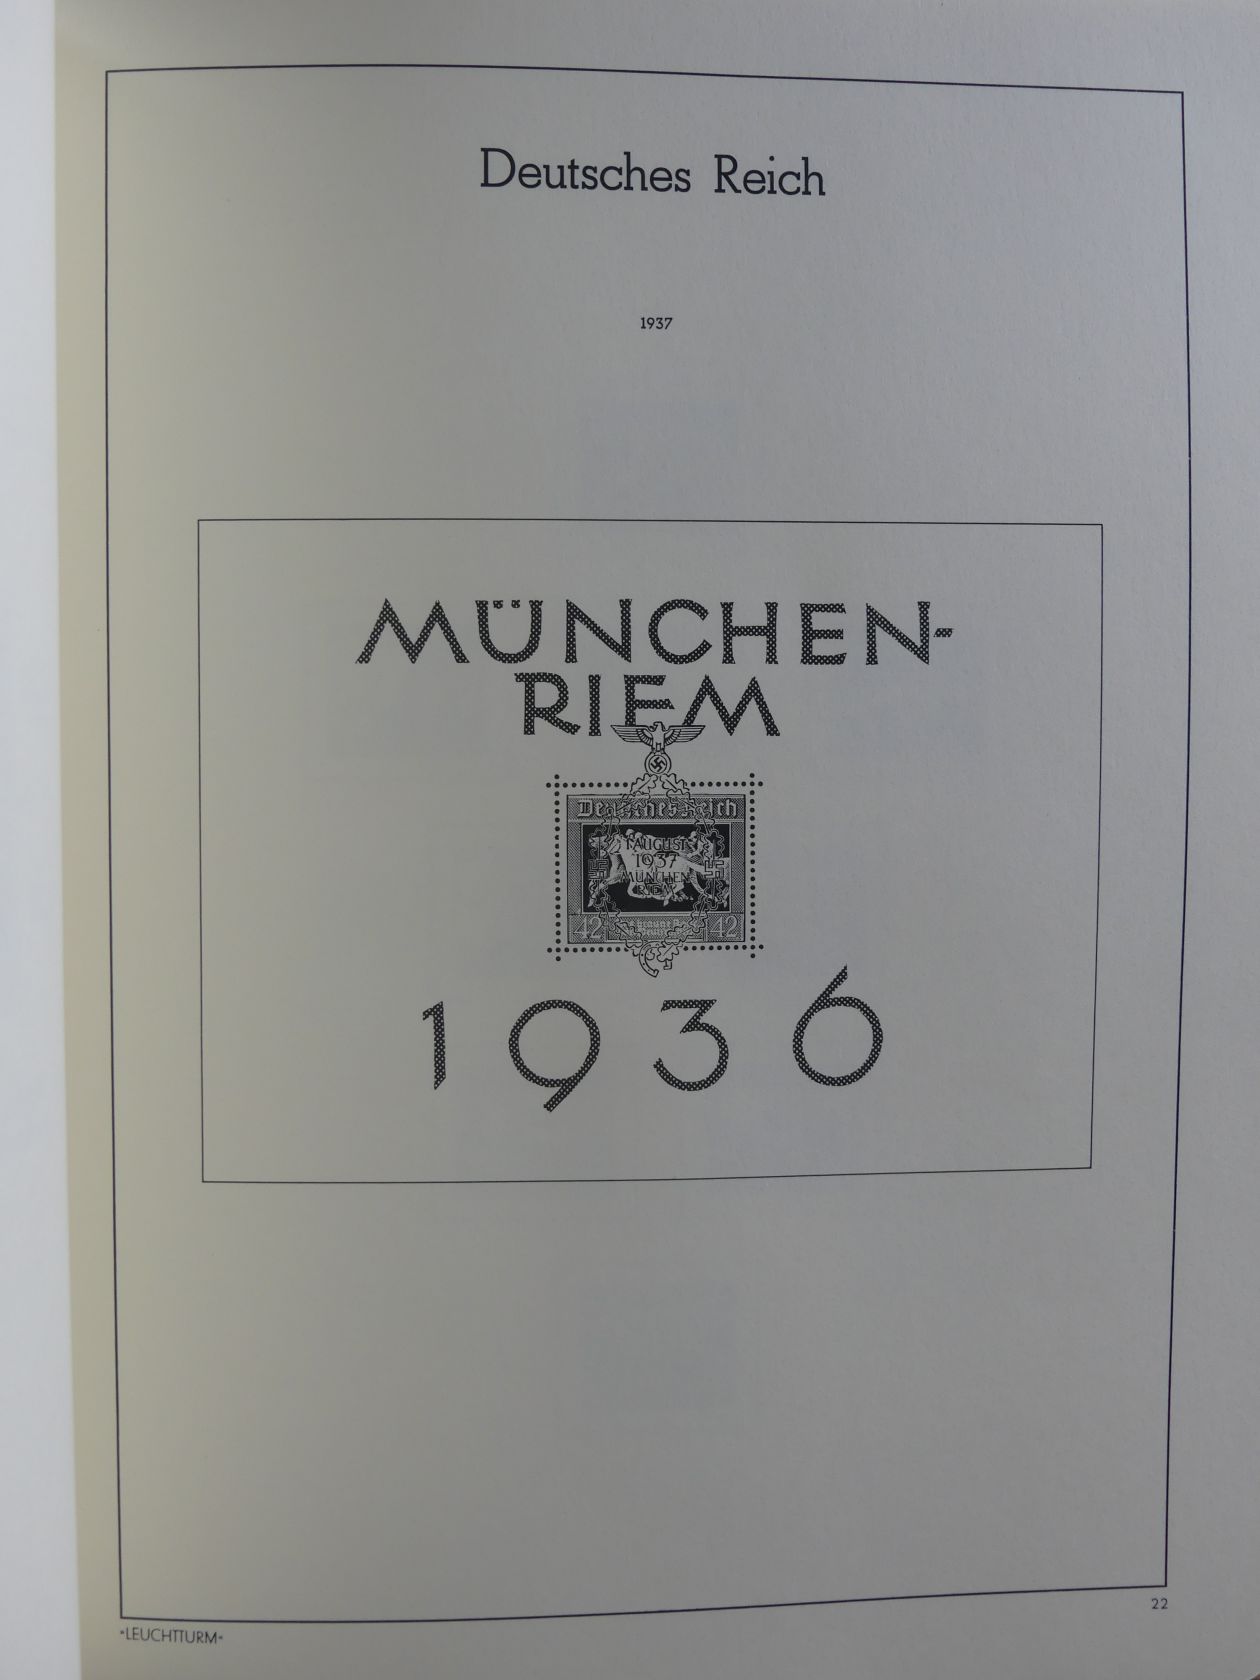 Deutsches Reich
1937
MÜNCHEN-
RIEM
Deutsches Reich
1. AUGUST
1937
MÜNCHEN
RIEM
42 42
1936
22
"LEUCHTTURM"